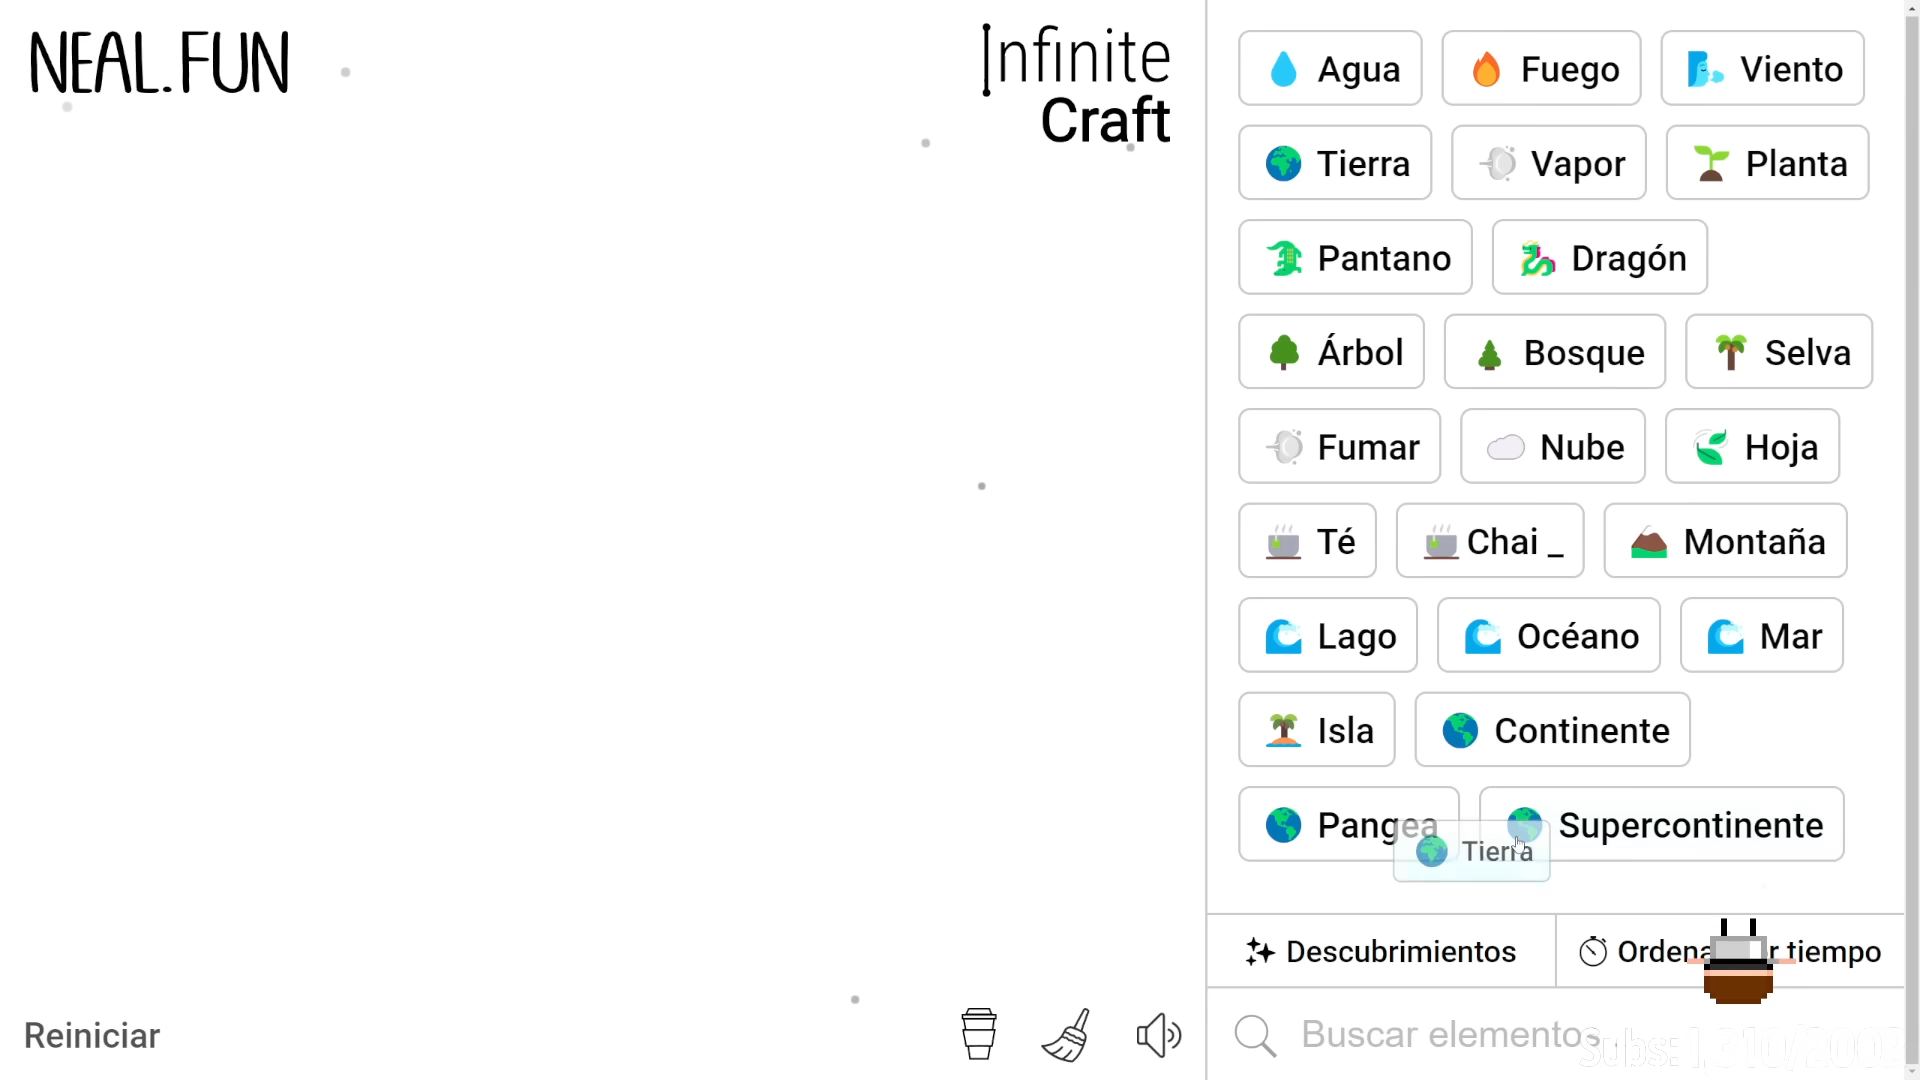 NEAL.FUN
Infinite
Craft
Agua
Fuego
Viento
Tierra
Vapor
Planta
Pantano
Dragón
Árbol
Bosque
Selva
Fumar
Nube
Hoja
Té
Chai _
Montaña
Lago
Océano
Mar
Isla
Continente
Pangea
Supercontinente
Tierra
Descubrimientos
tiempo
Reiniciar
Buscar